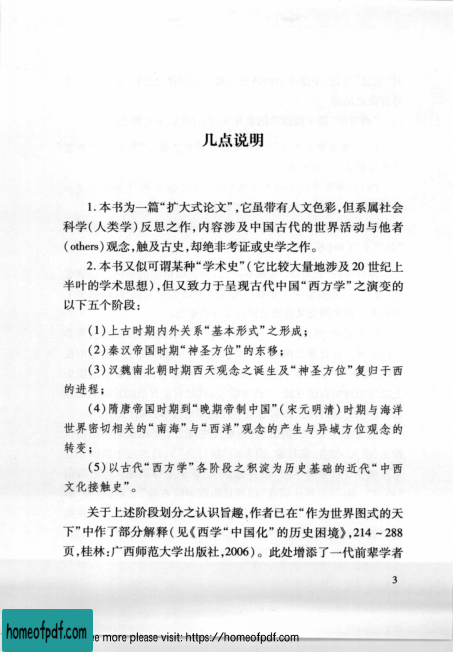 几点说明
1. 本书为一篇“扩大式论文”,它虽带有人文色彩,但系属社会
科学(人类学)反思之作,内容涉及中国古代的世界活动与他者
(others)观念,触及古史,却绝非考证或史学之作。
2. 本书又似可谓某种“学术史”(它比较大量地涉及 20 世纪上
半叶的学术思想),但又致力于呈现古代中国“西方学”之演变的
以下五个阶段:
(1)上古时期内外关系“基本形式”之形成;
(2)秦汉帝国时期“神圣方位”的东移;
(3)汉魏南北朝时期西天观念之诞生及“神圣方位”复归于西
的进程;
(4)隋唐帝国时期到“晚期帝制中国”(宋元明清)时期与海洋
世界密切相关的“南海”与“西洋”观念的产生与异域方位观念的
转变;
(5)以古代“西方学”各阶段之积淀为历史基础的近代“中西
文化接触史”。
关于上述阶段划分之认识旨趣,作者已在“作为世界图式的天
下”中作了部分解释(见《西学“中国化”的历史困境》,214 ~ 288
页,桂林:广西师范大学出版社,2006)。此处增添了一代前辈学者
3
homeofpdf.com
e more please visit: https://homeofpdf.com